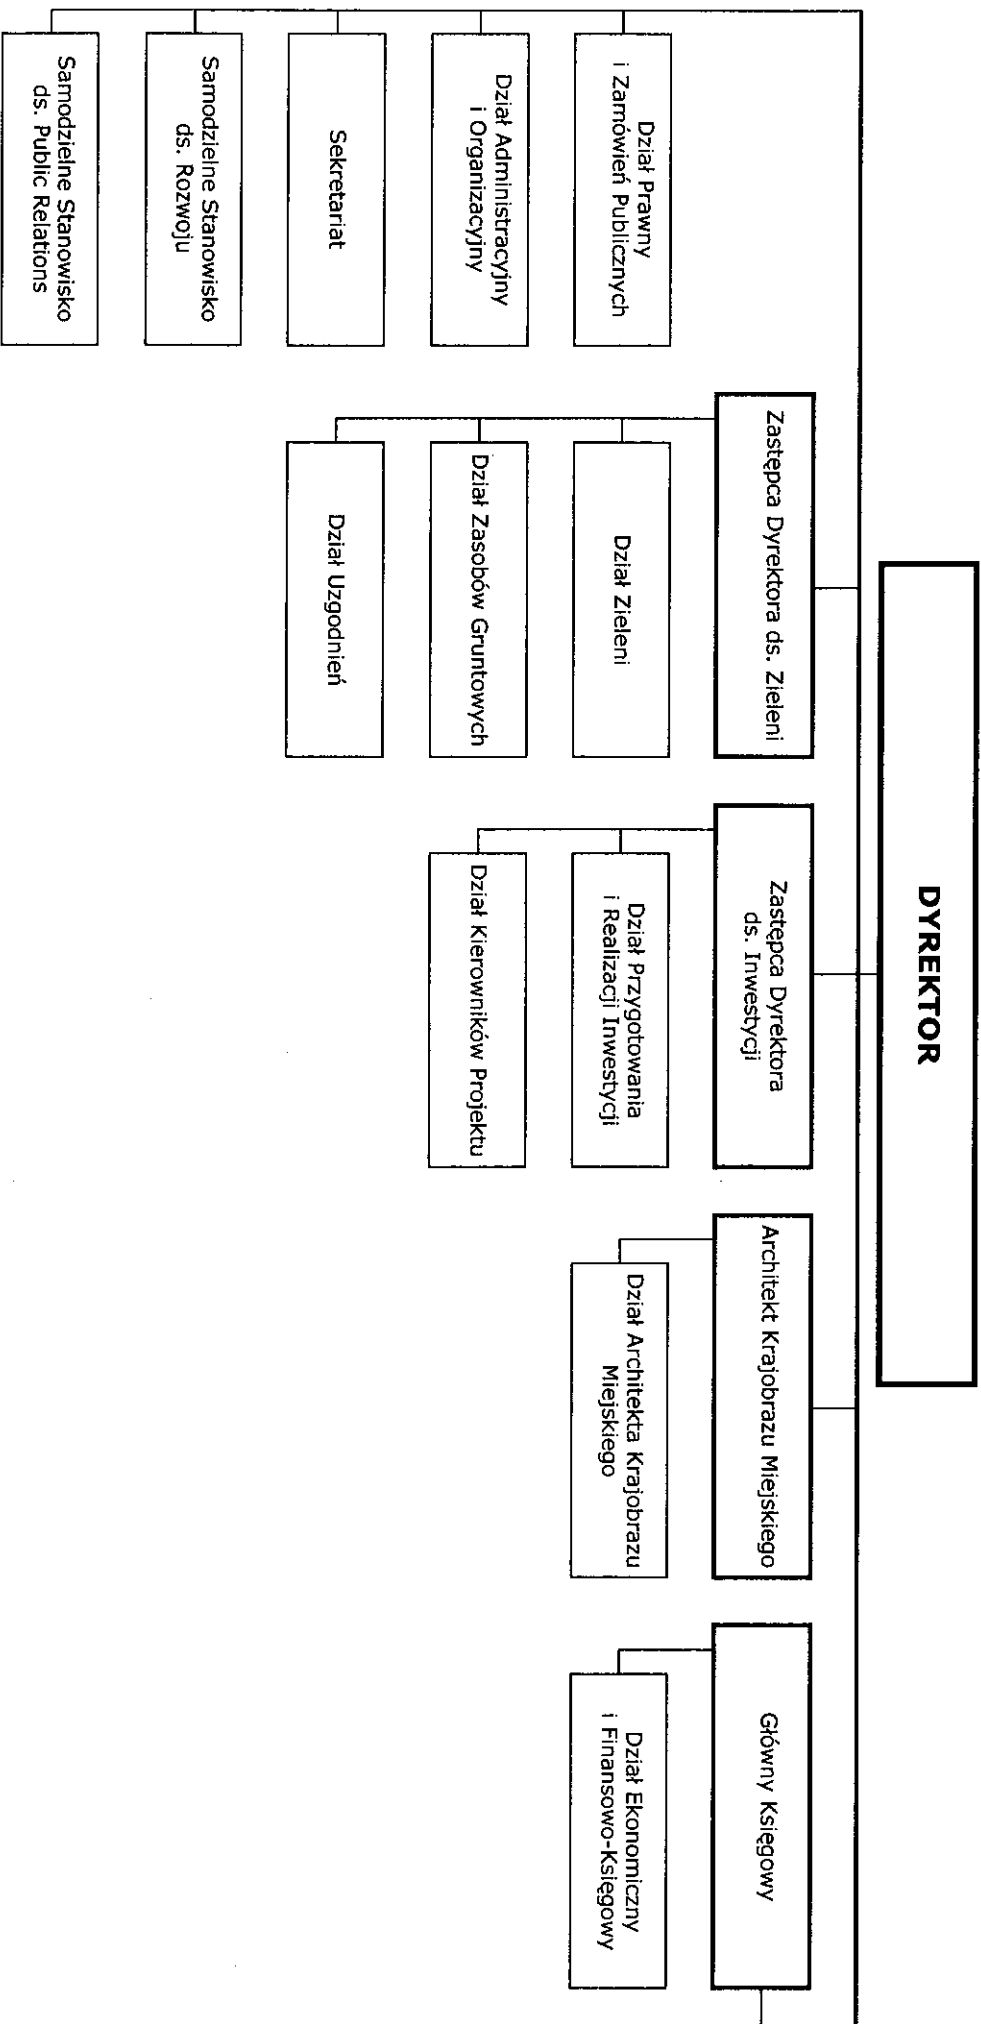 DYREKTOR
Dział Prawny
i Zamówień Publicznych
Dział Administracyjny
i Organizacyjny
Sekretariat
Samodzielne Stanowisko
ds. Rozwoju
Samodzielne Stanowisko
ds. Public Relations
Zastępca Dyrektora ds. Zieleni
Dział Zieleni
Dział Zasobów Gruntowych
Dział Uzgodnień
Zastępca Dyrektora
ds. Inwestycji
Dział Przygotowania
i Realizacji Inwestycji
Dział Kierowników Projektu
Architekt Krajobrazu Miejskiego
Dział Architekta Krajobrazu
Miejskiego
Główny Księgowy
Dział Ekonomiczny
i Finansowo-Księgowy